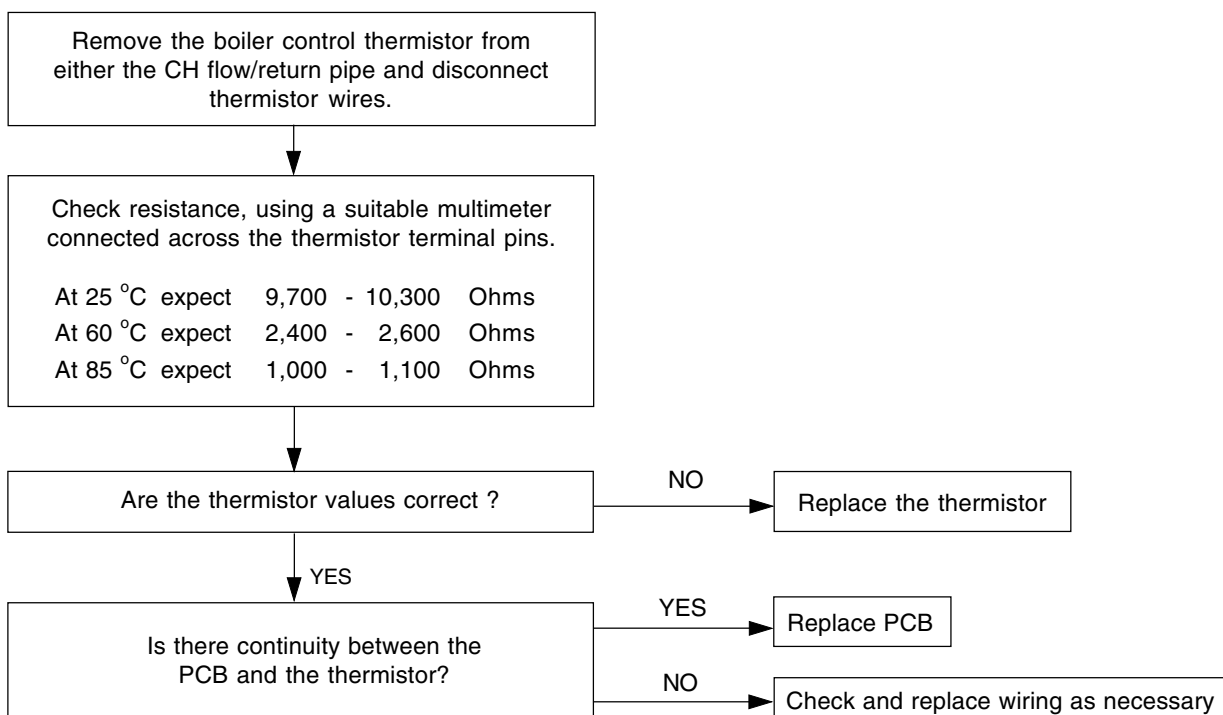 Remove the boiler control thermistor from
either the CH flow/return pipe and disconnect
thermistor wires.
Check resistance, using a suitable multimeter
connected across the thermistor terminal pins.
At 25 °C expect 9,700 - 10,300 Ohms
At 60 °C expect 2,400 - 2,600 Ohms
At 85 °C expect 1,000 - 1,100 Ohms
Are the thermistor values correct ?
NO
Replace the thermistor
YES
Is there continuity between the
PCB and the thermistor?
YES
Replace PCB
NO
Check and replace wiring as necessary